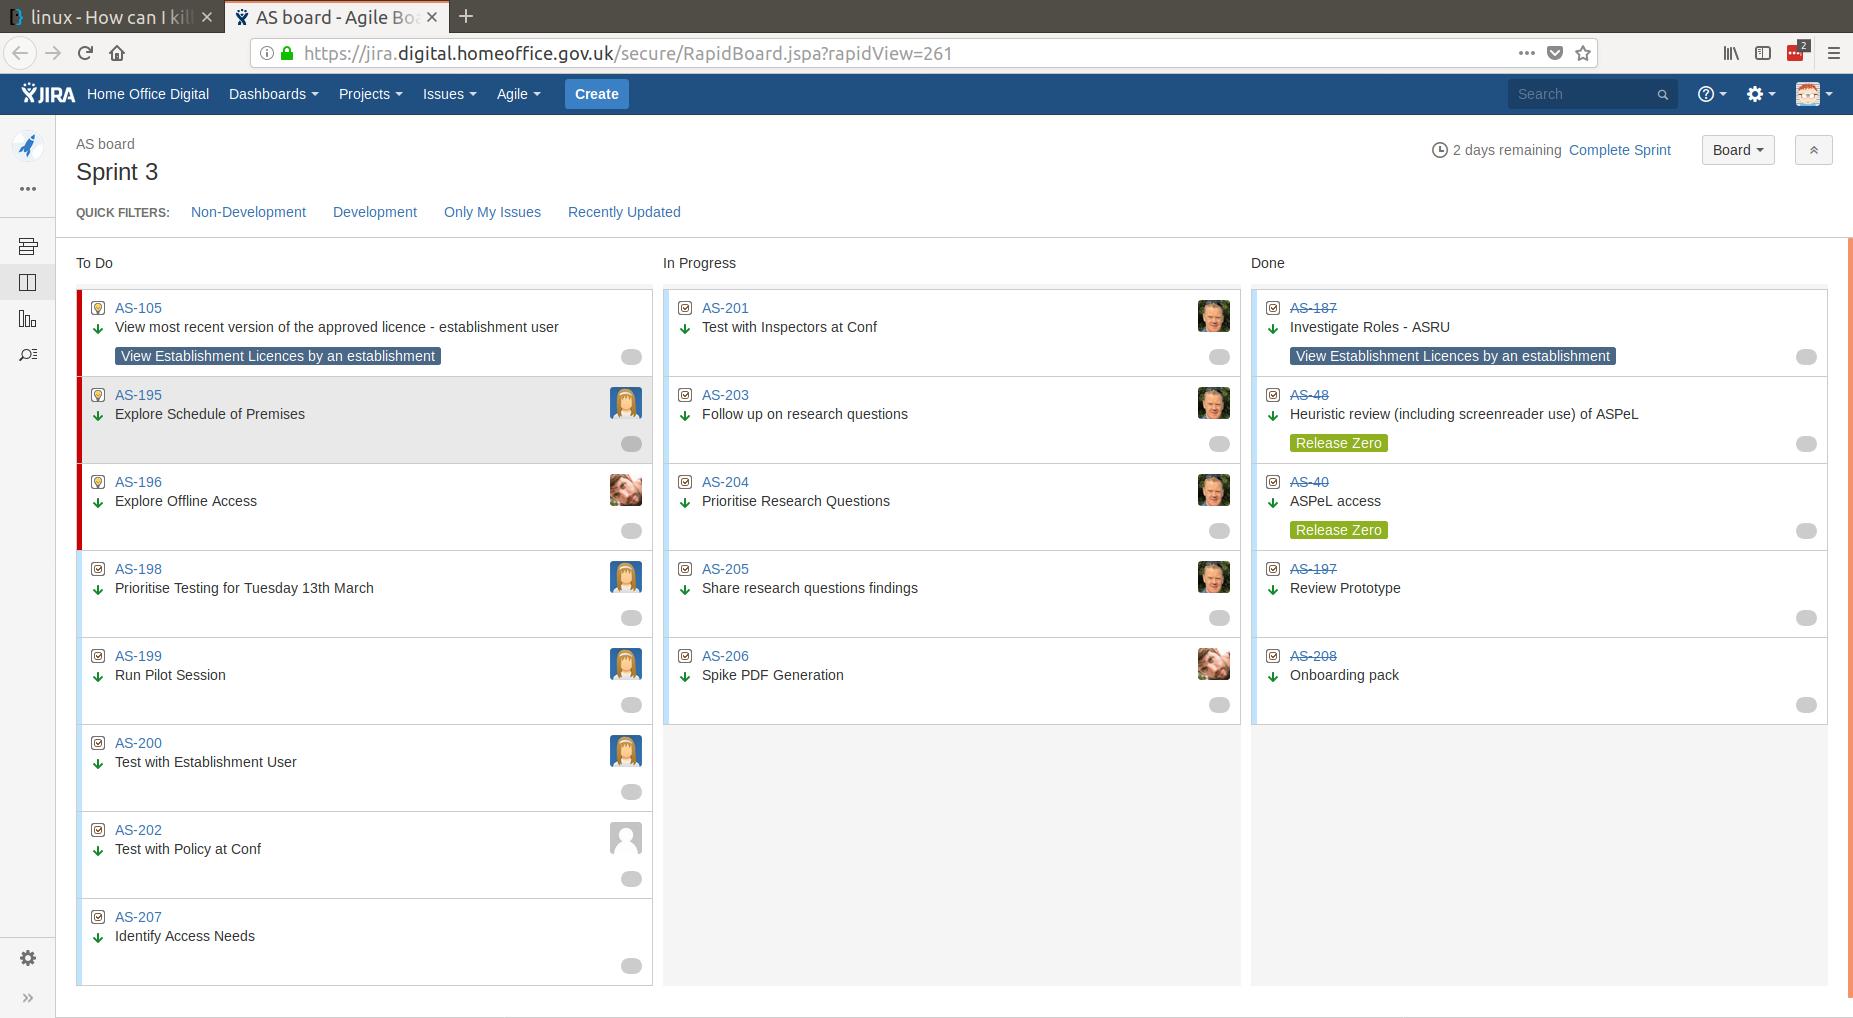 linux - How can I kill
AS board - Agile Boa
https://jira.digital.homeoffice.gov.uk/secure/RapidBoard.jspa?rapidView=261
2
JIRA Home Office Digital Dashboards Projects Issues Agile Create Search
AS board
Sprint 3
2 days remaining Complete Sprint Board
QUICK FILTERS: Non-Development Development Only My Issues Recently Updated
To Do
AS-105
View most recent version of the approved licence - establishment user
View Establishment Licences by an establishment
AS-195
Explore Schedule of Premises
AS-196
Explore Offline Access
AS-198
Prioritise Testing for Tuesday 13th March
AS-199
Run Pilot Session
AS-200
Test with Establishment User
AS-202
Test with Policy at Conf
AS-207
Identify Access Needs
In Progress
AS-201
Test with Inspectors at Conf
AS-203
Follow up on research questions
AS-204
Prioritise Research Questions
AS-205
Share research questions findings
AS-206
Spike PDF Generation
Done
AS-187
Investigate Roles - ASRU
View Establishment Licences by an establishment
AS-48
Heuristic review (including screenreader use) of ASPeL
Release Zero
AS-40
ASPeL access
Release Zero
AS-197
Review Prototype
AS-208
Onboarding pack